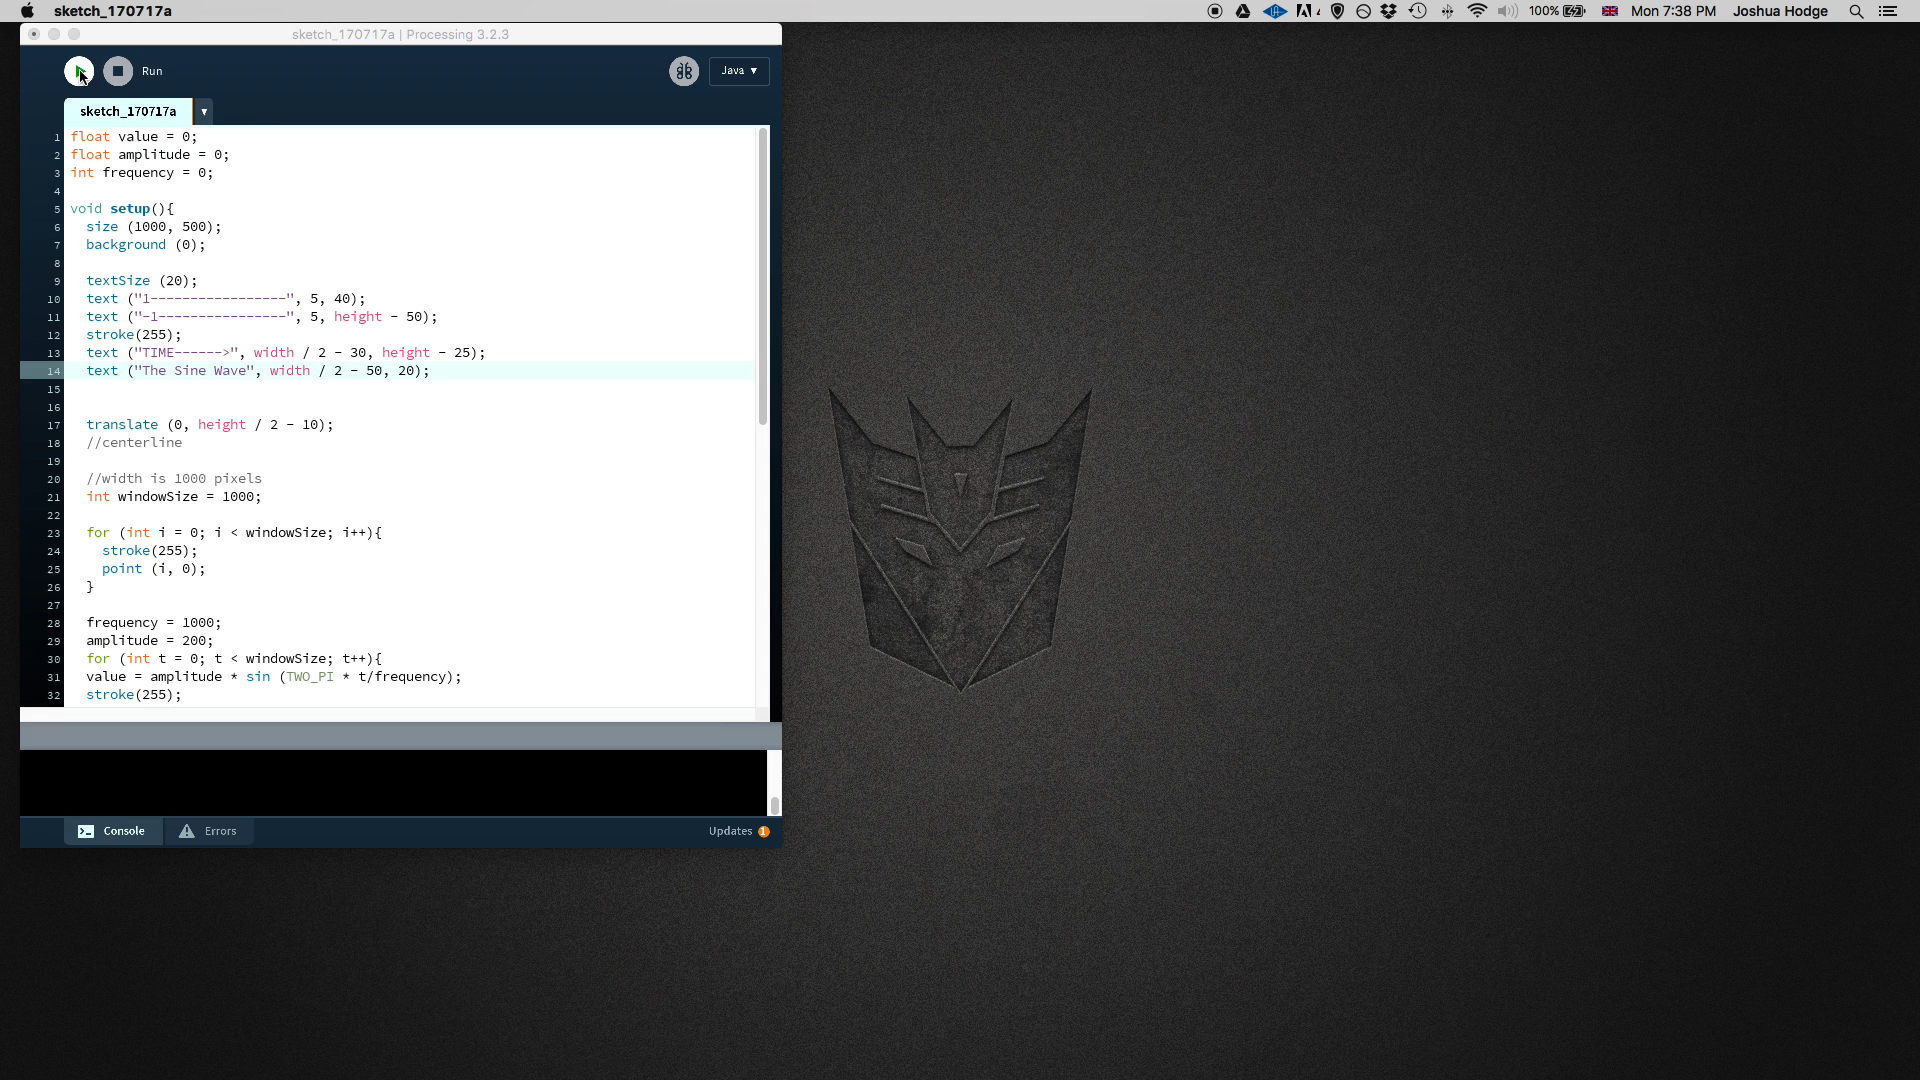 sketch_170717a
4
100%
Mon 7:38 PM
Joshua Hodge
sketch_170717a | Processing 3.2.3
Run
Java ▼
sketch_170717a
▼
1 float value = 0;
2 float amplitude = 0;
3 int frequency = 0;
4
5 void setup(){
6 size (1000, 500);
7 background (0);
8
9 textSize (20);
10 text ("1-----------------", 5, 40);
11 text ("-1----------------", 5, height - 50);
12 stroke(255);
13 text ("TIME------>", width / 2 - 30, height - 25);
14 text ("The Sine Wave", width / 2 - 50, 20);
15
16
17 translate (0, height / 2 - 10);
18 //centerline
19
20 //width is 1000 pixels
21 int windowSize = 1000;
22
23 for (int i = 0; i < windowSize; i++){
24 stroke(255);
25 point (i, 0);
26 }
27
28 frequency = 1000;
29 amplitude = 200;
30 for (int t = 0; t < windowSize; t++){
31 value = amplitude * sin (TWO_PI * t/frequency);
32 stroke(255);
Console
Errors
Updates 1